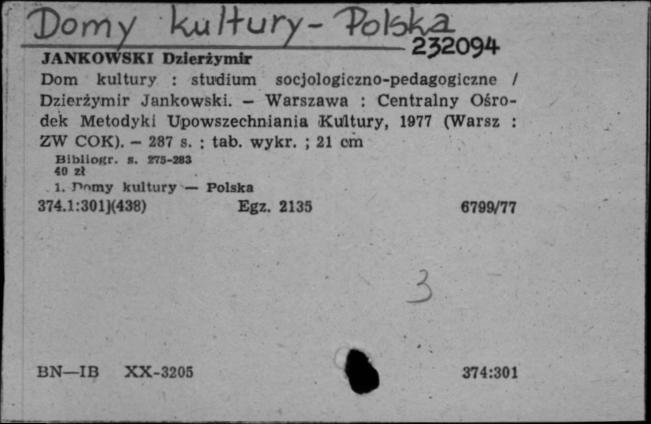 Domy kultury - Polska
232094
JANKOWSKI Dzierżymir
Dom kultury : studium socjologiczno-pedagogiczne /
Dzierżymir Jankowski. — Warszawa : Centralny Ośro-
dek Metodyki Upowszechniania Kultury, 1977 (Warsz :
ZW COK). — 287 s. : tab. wykr. ; 21 cm
Bibliogr. s. 275-283
40 zł
1. Domy kultury — Polska
374.1:301](438) Egz. 2135 6799/77
3
BN—IB XX-3205 374:301